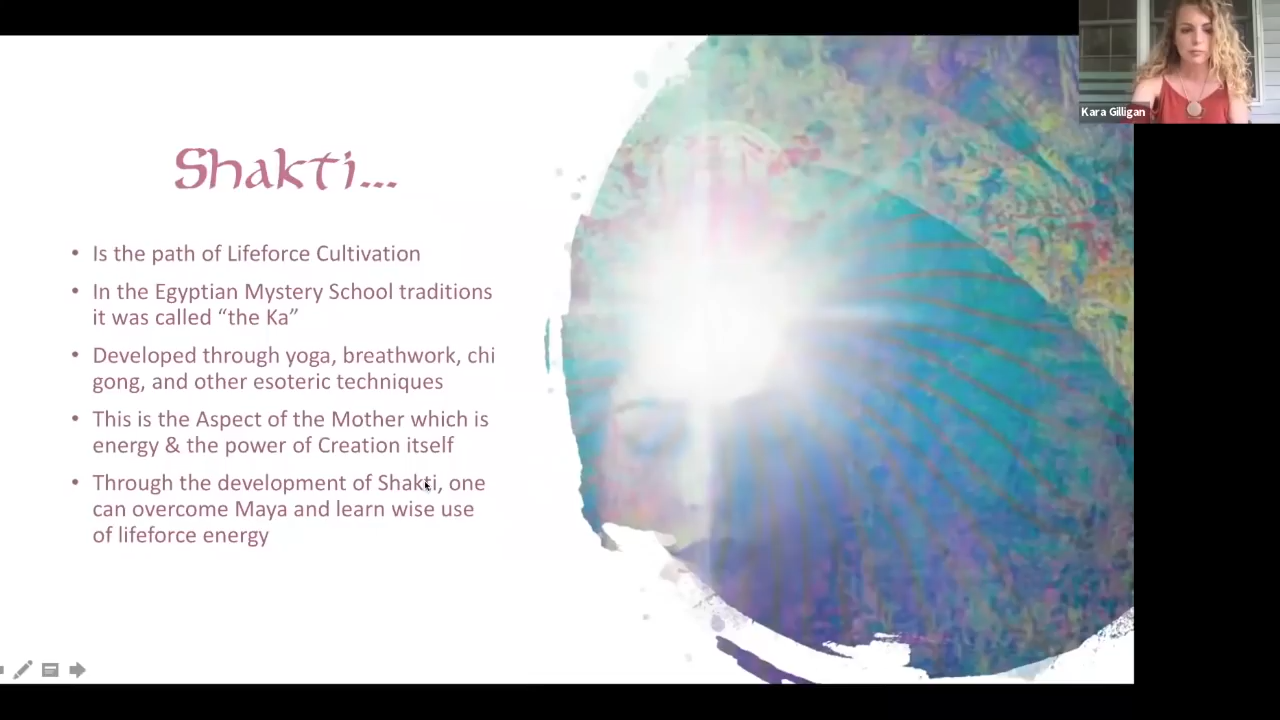 Kara Gilligan
Shakti...
• Is the path of Lifeforce Cultivation
• In the Egyptian Mystery School traditions
it was called “the Ka”
• Developed through yoga, breathwork, chi
gong, and other esoteric techniques
• This is the Aspect of the Mother which is
energy & the power of Creation itself
• Through the development of Shakti, one
can overcome Maya and learn wise use
of lifeforce energy